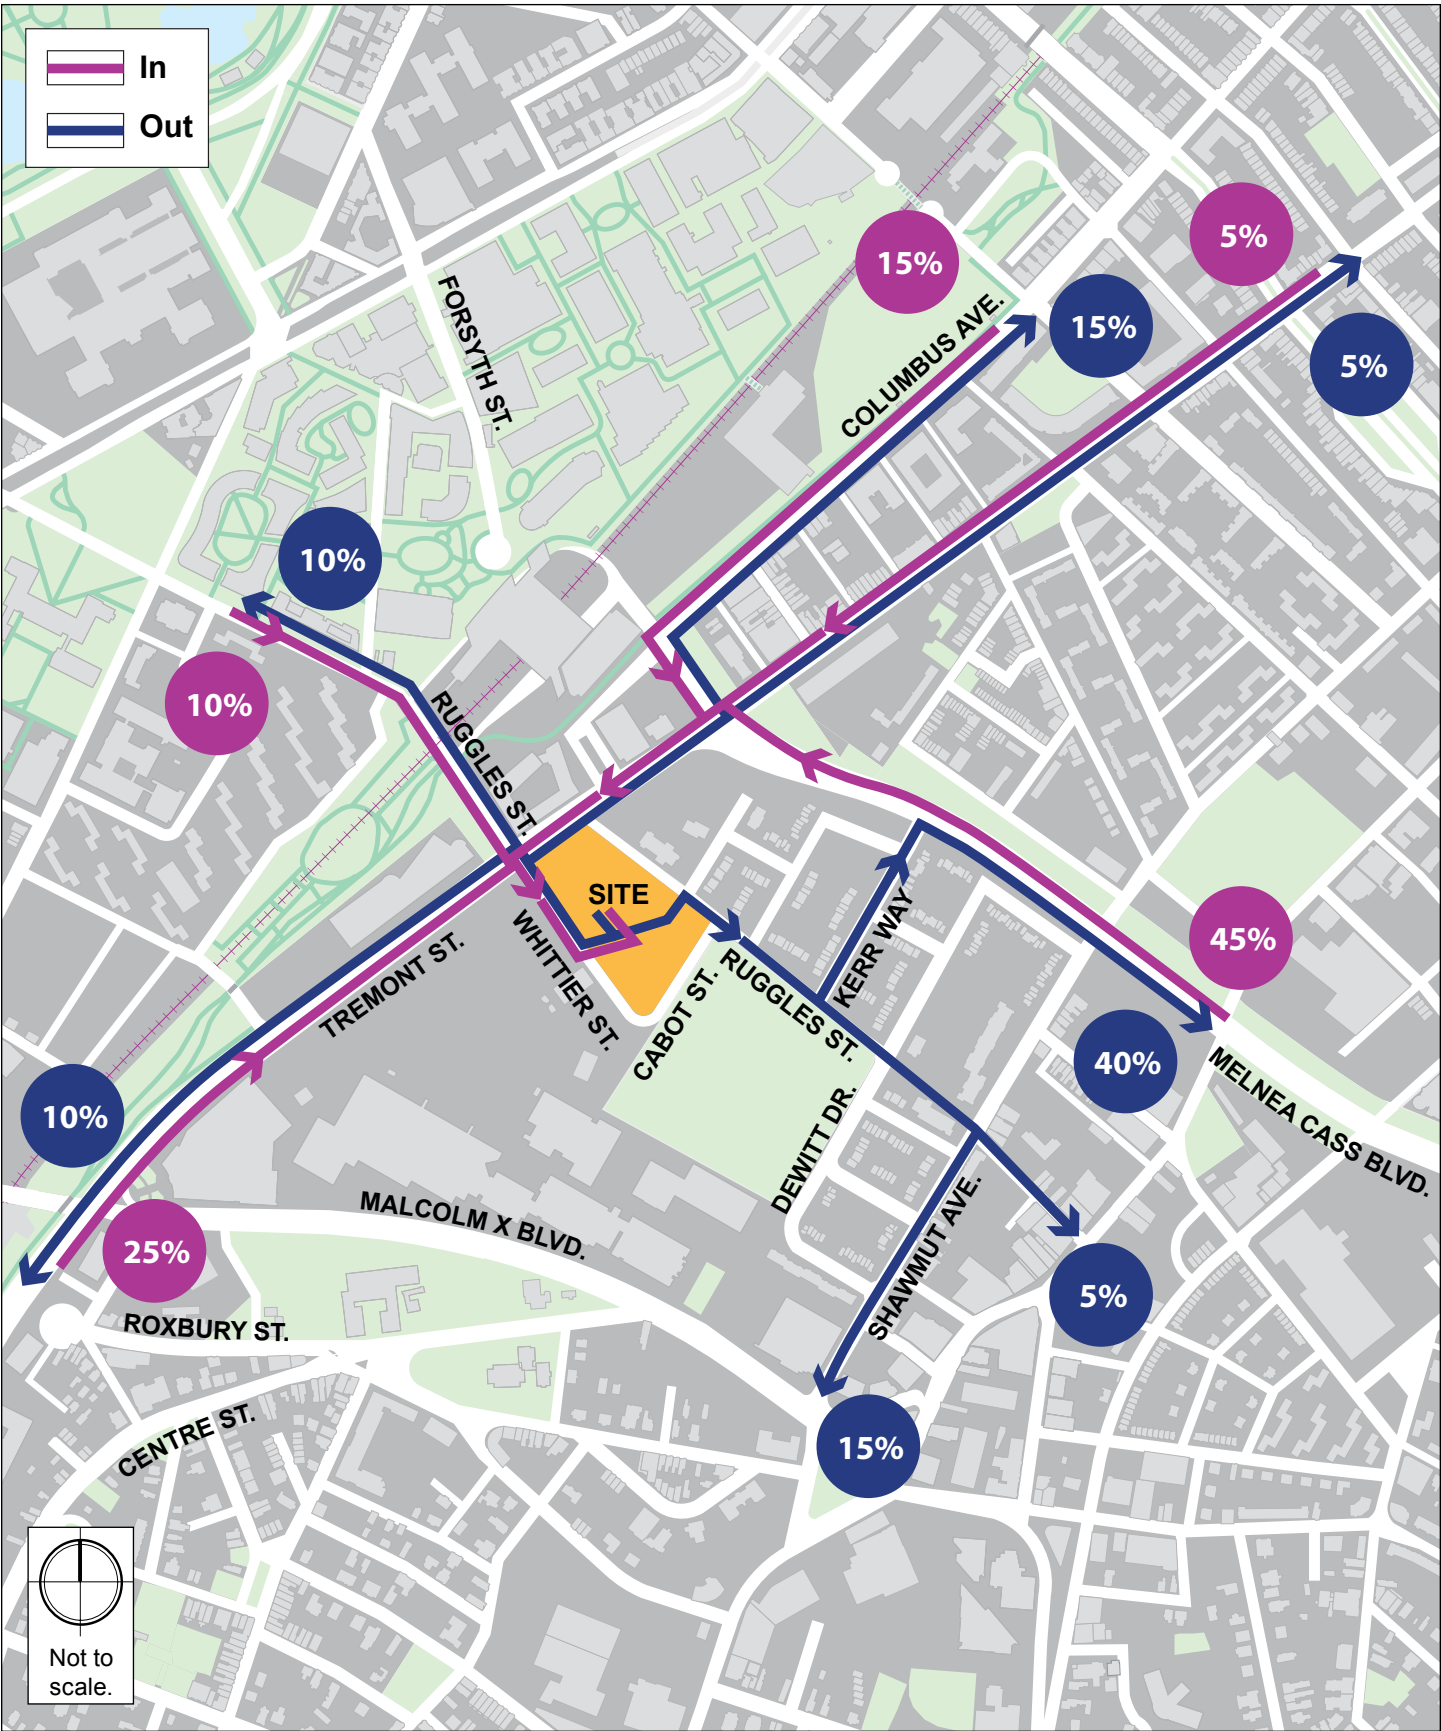 In
Out
15%
5%
15%
5%
FORSYTH ST.
COLUMBUS AVE.
10%
10%
RUGGLES ST.
SITE
45%
40%
10%
25%
TREMONT ST.
WHITTIER ST.
CABOT ST.
RUGGLES ST.
KERR WAY
DEWITT DR.
MELNEA CASS BLVD.
MALCOLM X BLVD.
SHAWMUT AVE.
5%
15%
ROXBURY ST.
CENTRE ST.
Not to
scale.